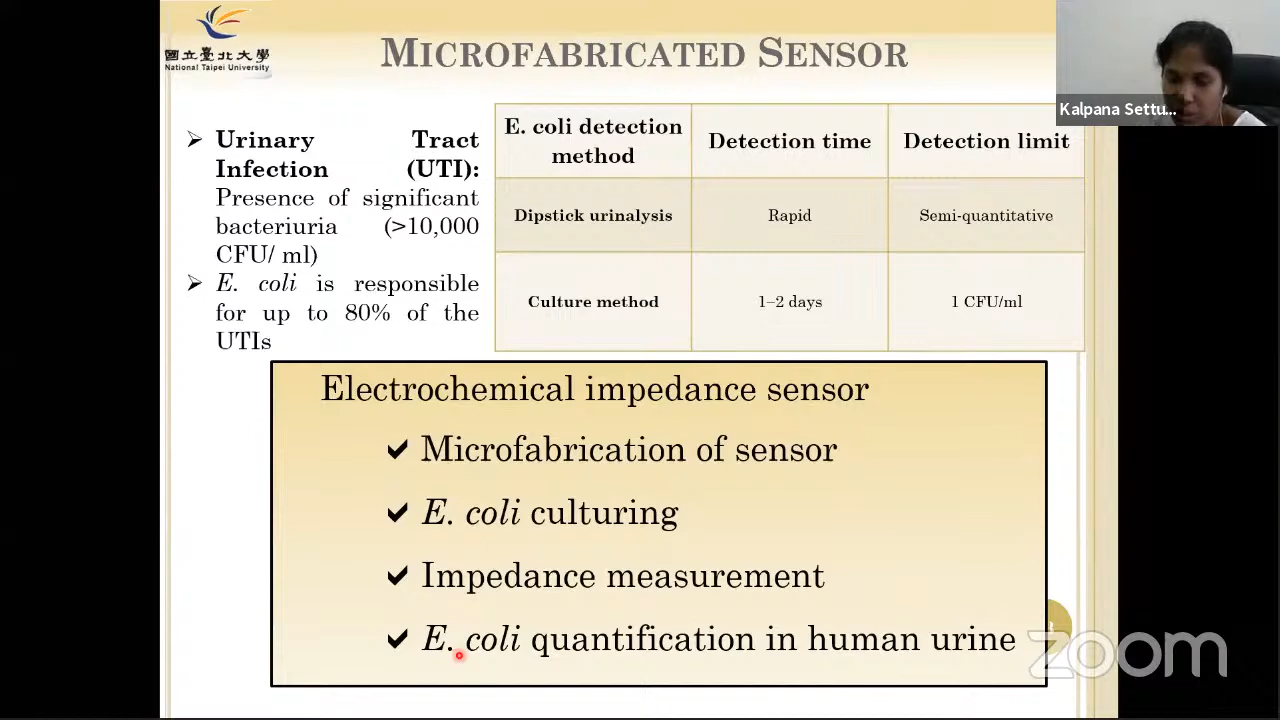 國立臺北大學
National Taipei University
MICROFABRICATED SENSOR
Kalpana Settu...
➢ Urinary Tract
Infection (UTI):
Presence of significant
bacteriuria (>10,000
CFU/ ml)
➢ E. coli is responsible
for up to 80% of the
UTIs
E. coli detection
method
Detection time
Detection limit
Dipstick urinalysis
Rapid
Semi-quantitative
Culture method
1–2 days
1 CFU/ml
Electrochemical impedance sensor
✔ Microfabrication of sensor
✔ E. coli culturing
✔ Impedance measurement
✔ E. coli quantification in human urine
zoom